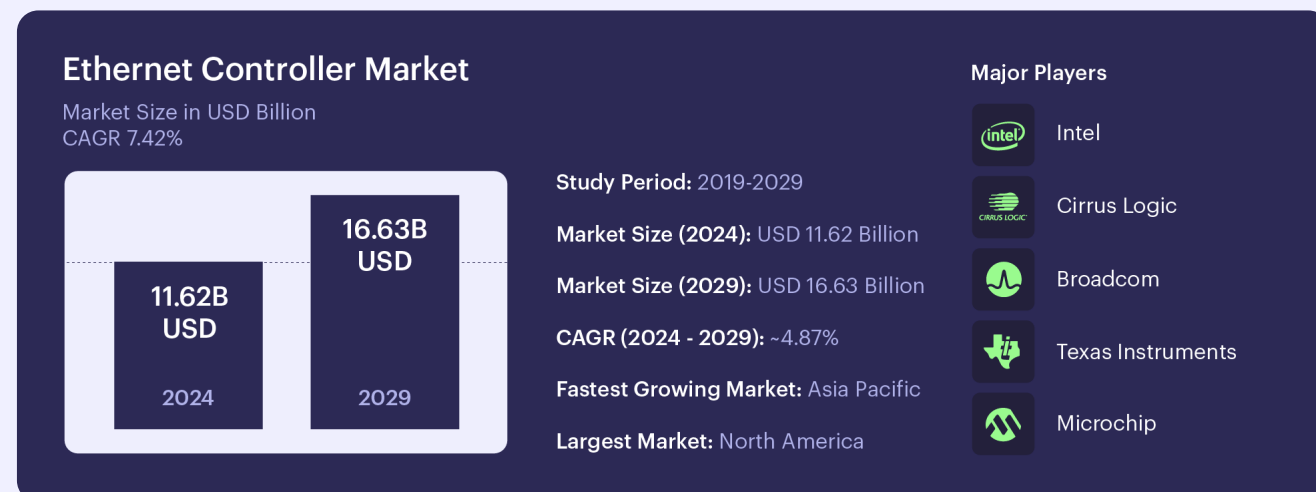 Ethernet Controller Market
Market Size in USD Billion
CAGR 7.42%
11.62B
USD
2024
16.63B
USD
2029
Study Period: 2019-2029
Market Size (2024): USD 11.62 Billion
Market Size (2029): USD 16.63 Billion
CAGR (2024 - 2029): ~4.87%
Fastest Growing Market: Asia Pacific
Largest Market: North America
Major Players
intel
Intel
CIRRUS LOGIC
Cirrus Logic
Broadcom
ti
Texas Instruments
Microchip